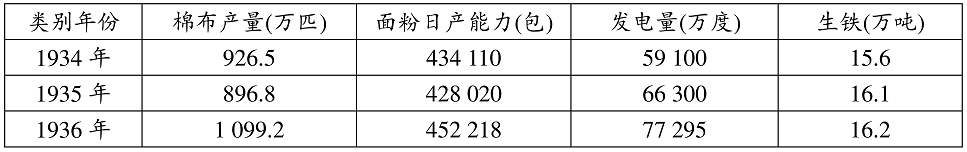 类别年份 棉布产量(万匹) 面粉日产能力(包) 发电量(万度) 生铁(万吨)
1934 年 926.5 434 110 59 100 15.6
1935 年 896.8 428 020 66 300 16.1
1936 年 1 099.2 452 218 77 295 16.2